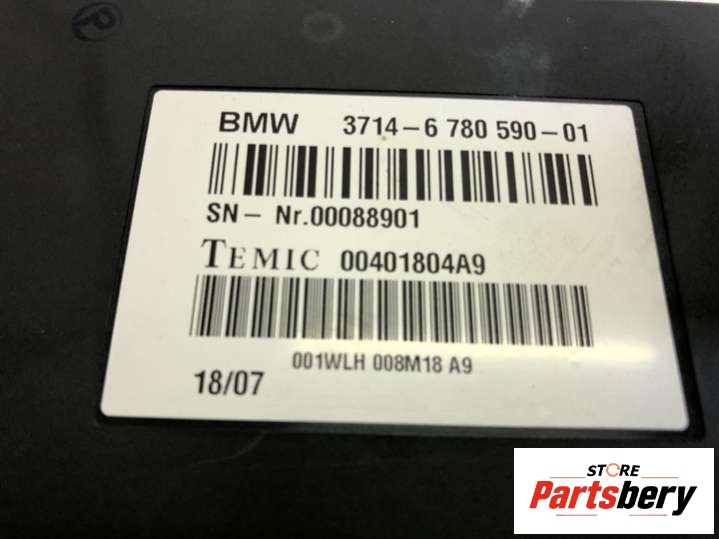 P
BMW 3714-6 780 590-01
SN- Nr.00088901
TEMIC 00401804A9
001WLH 008M18 A9
18/07
STORE
Partsbery